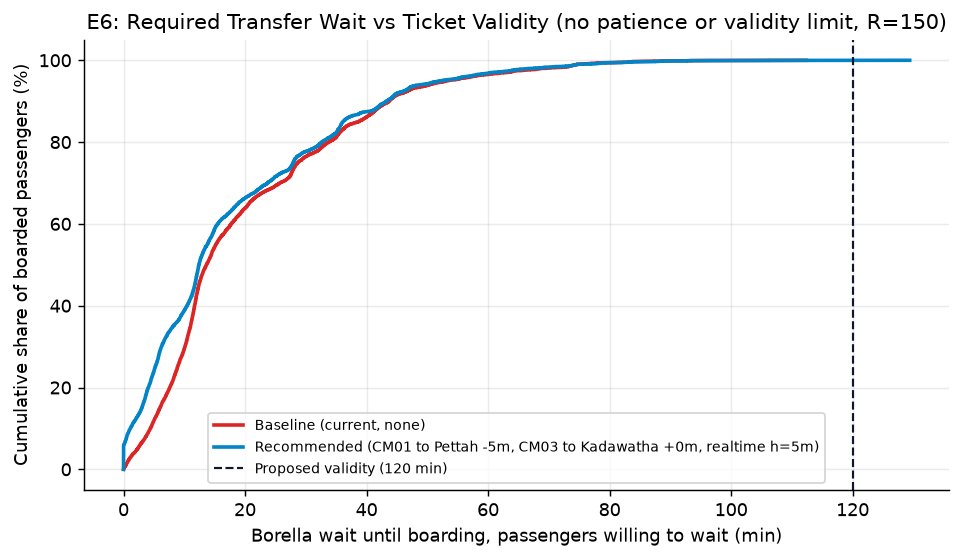 E6: Required Transfer Wait vs Ticket Validity (no patience or validity limit, R=150)
Cumulative share of boarded passengers (%)
100
80
60
40
20
0
Baseline (current, none)
Recommended (CM01 to Pettah -5m, CM03 to Kadawatha +0m, realtime h=5m)
Proposed validity (120 min)
0 20 40 60 80 100 120
Borella wait until boarding, passengers willing to wait (min)